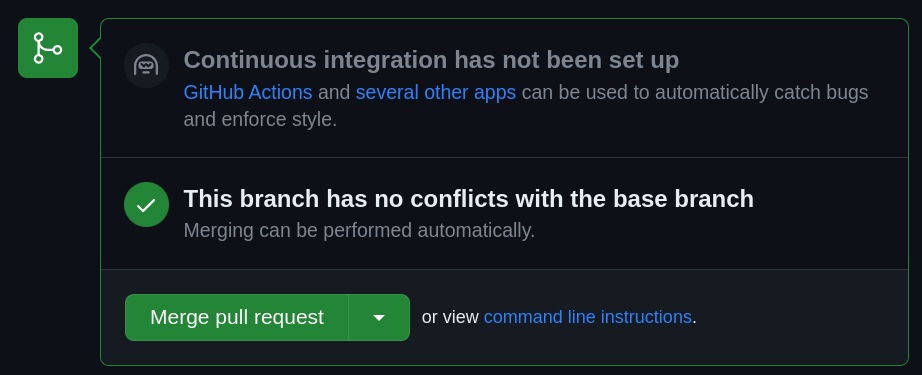 Continuous integration has not been set up
GitHub Actions and several other apps can be used to automatically catch bugs
and enforce style.
This branch has no conflicts with the base branch
Merging can be performed automatically.
Merge pull request or view command line instructions.